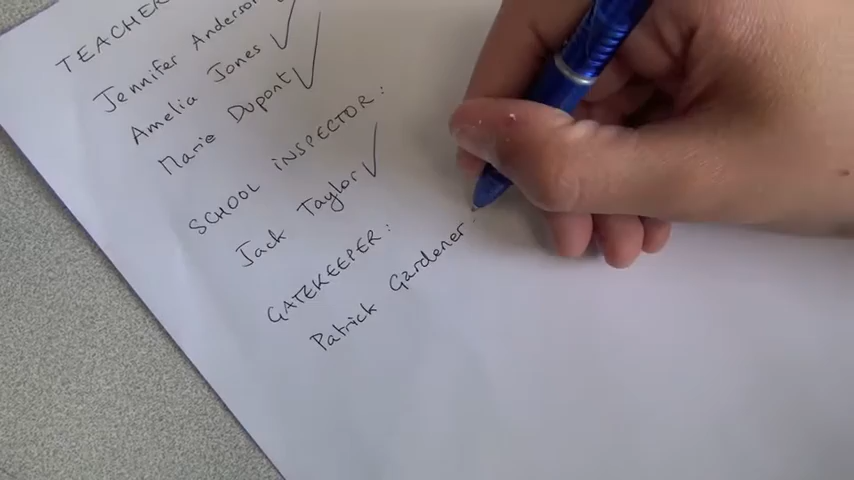 TEACHER
Jennifer Anderson
Amelia Jones ✓
Marie Dupont ✓
SCHOOL INSPECTOR:
Jack Taylor ✓
GATEKEEPER:
Patrick Gardener